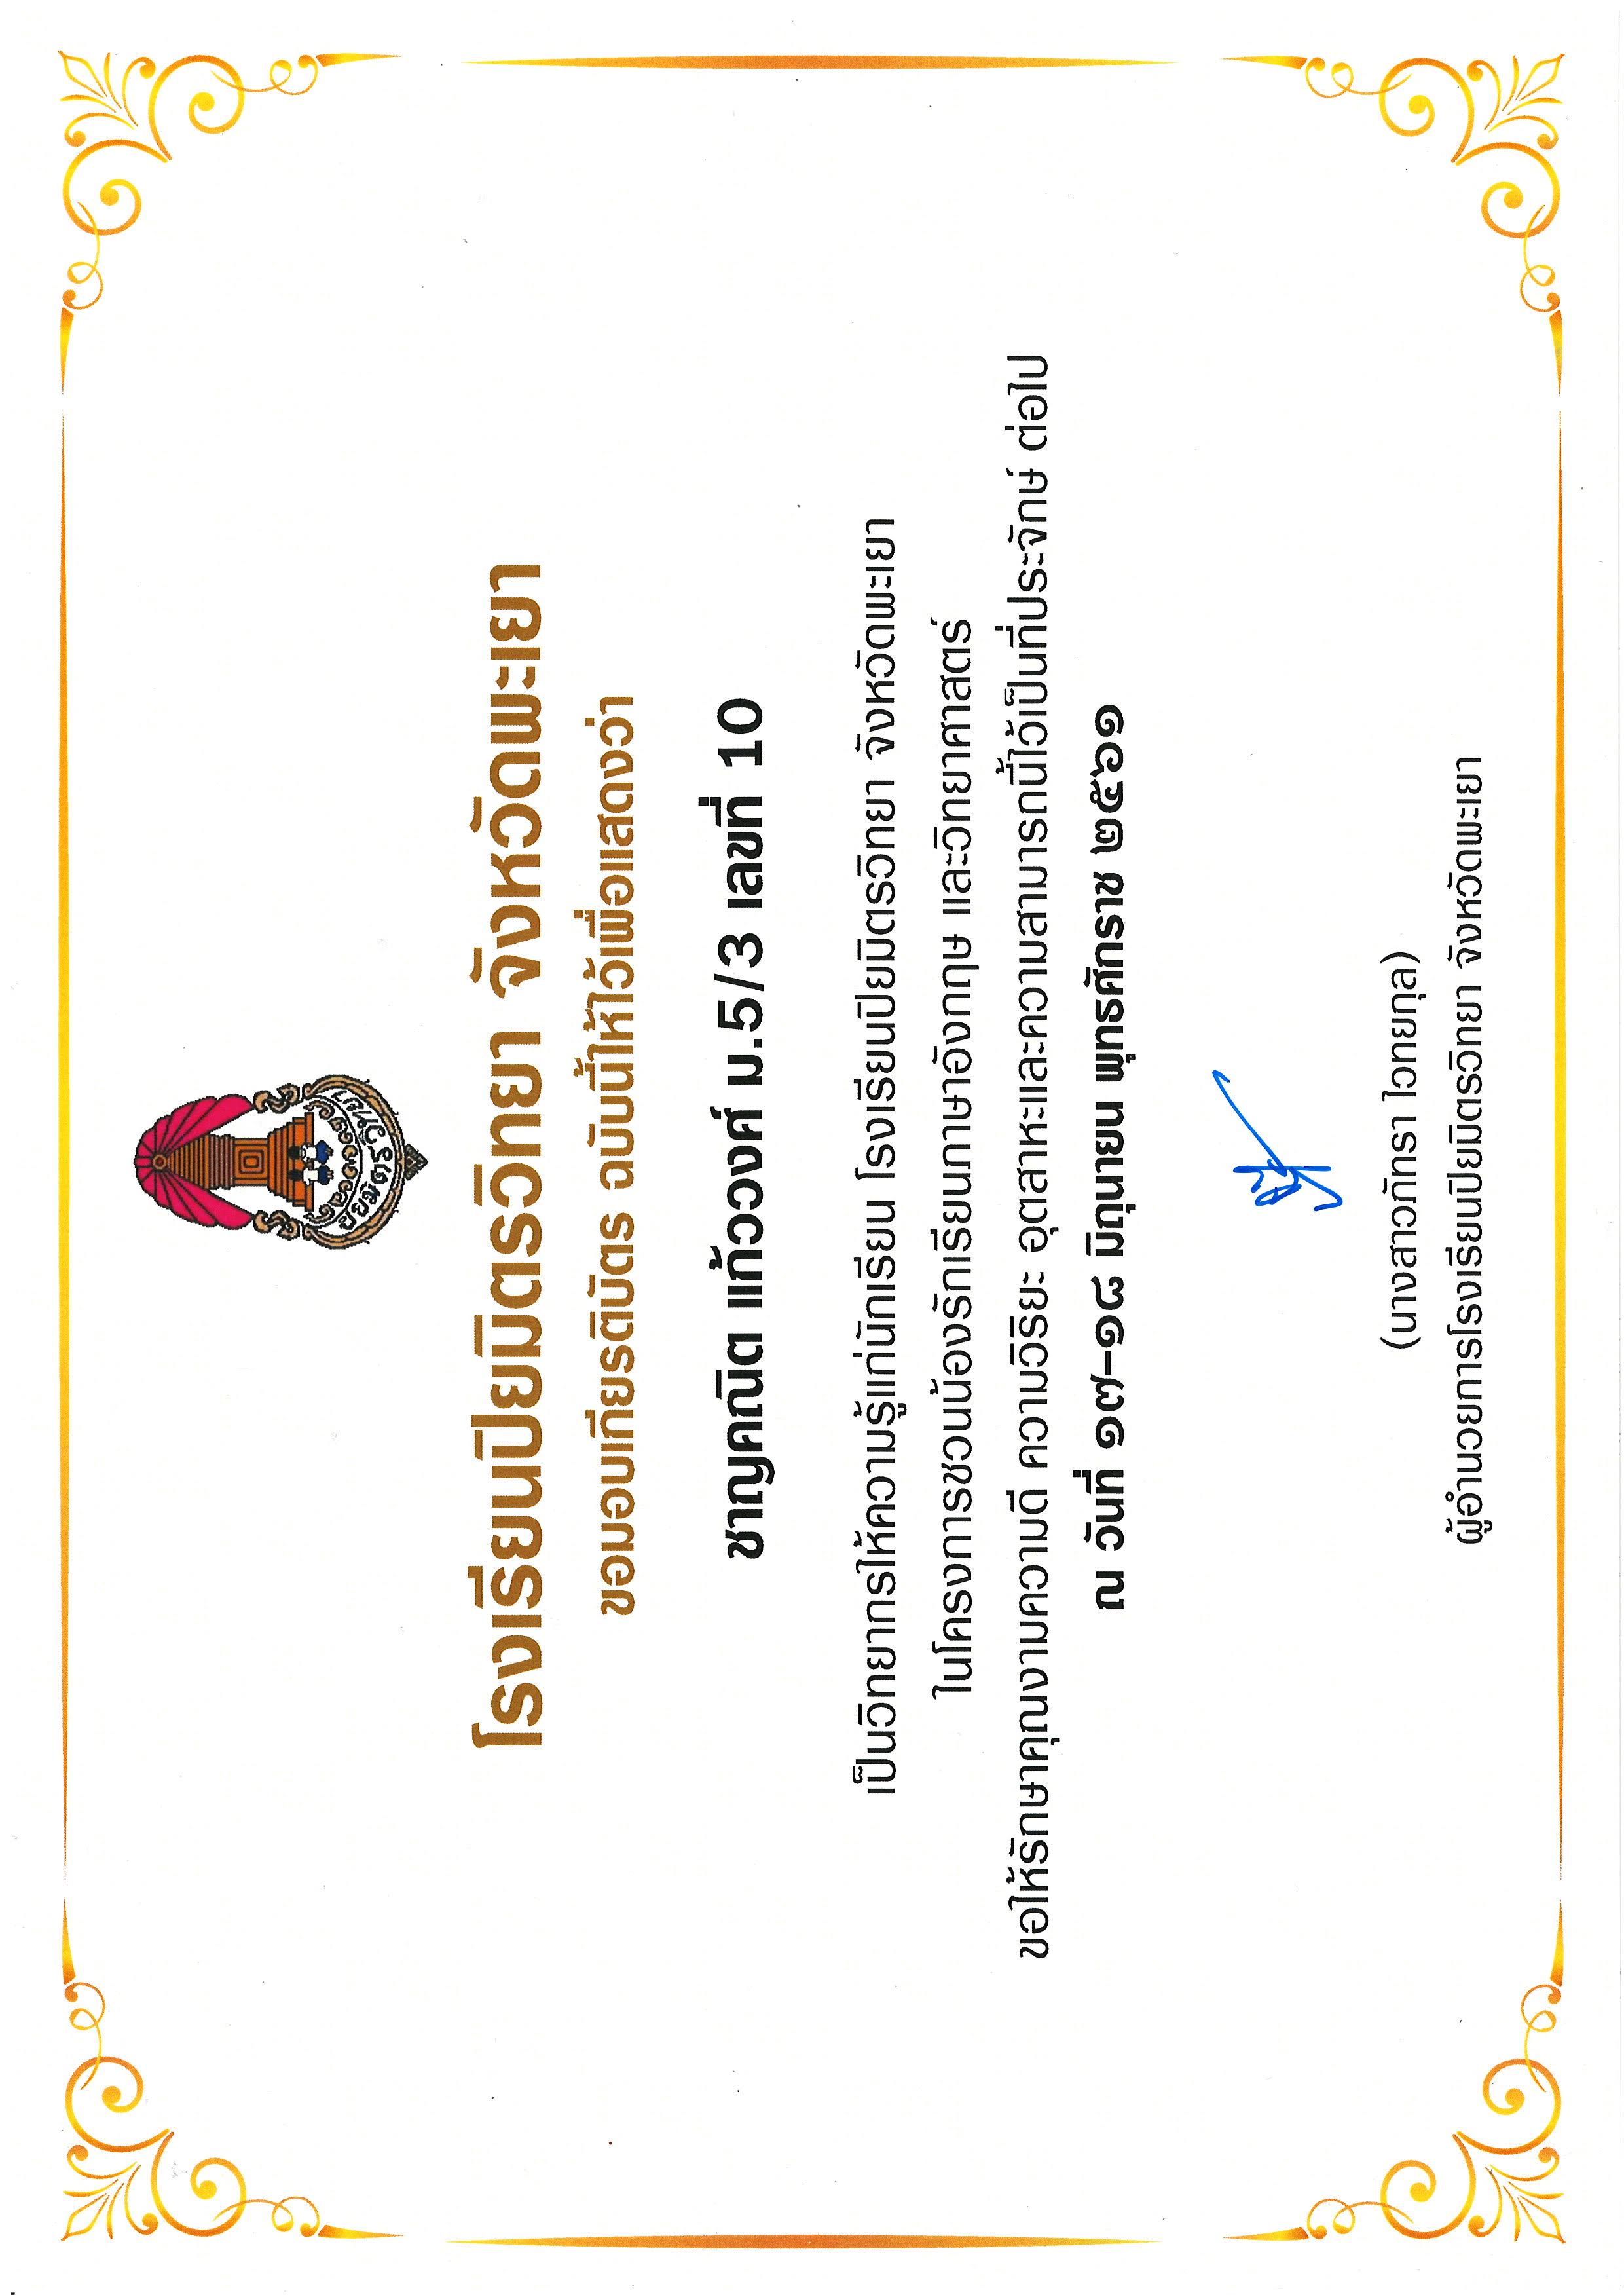 ปิยมิตรวิทยา
โรงเรียนปิยมิตรวิทยา จังหวัดพะเยา
ขอมอบเกียรติบัตร ฉบับนี้ให้ไว้เพื่อแสดงว่า
ชาญคณิต แก้ววงศ์ ม.5/3 เลขที่ 10
เป็นวิทยาการให้ความรู้แก่นักเรียน โรงเรียนปิยมิตรวิทยา จังหวัดพะเยา
ในโครงการชวนน้องรักเรียนภาษาอังกฤษ และวิทยาศาสตร์
ขอให้รักษาคุณงามความดี ความวิริยะ อุตสาหะและความสามารถนี้ไว้เป็นที่ประจักษ์ ต่อไป
ณ วันที่ ๑๗-๑๘ กันยายน พุทธศักราช ๒๕๖๑
(นางสาวภัทรา ไวทยกุล)
ผู้อำนวยการโรงเรียนปิยมิตรวิทยา จังหวัดพะเยา